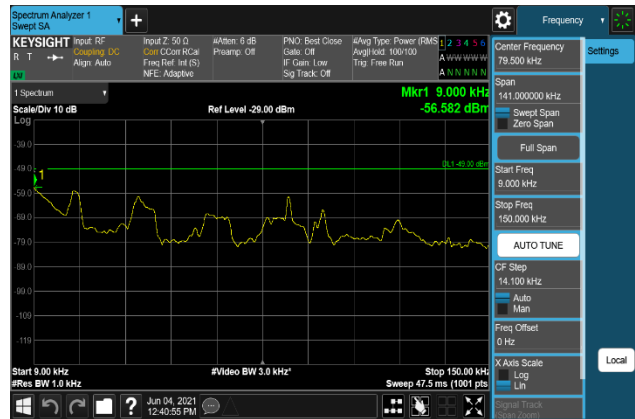 Spectrum Analyzer 1
Swept SA
Frequency
KEYSIGHT
R T
LW
Input: RF
Coupling: DC
Align: Auto
Input Z: 50 Ω
Corr CCorr RCal
Freq Ref: Int (S)
NFE: Adaptive
#Atten: 6 dB
Preamp: Off
PNO: Best Close
Gate: Off
IF Gain: Low
Sig Track: Off
#Avg Type: Power (RMS
Avg|Hold: 100/100
Trig: Free Run
1 2 3 4 5 6
A W W W W W
A N N N N N
1 Spectrum
Scale/Div 10 dB
Ref Level -29.00 dBm
Mkr1 9.000 kHz
-56.582 dBm
Log
-39.0
-49.0
-59.0
-69.0
-79.0
-89.0
-99.0
-109
-119
1
DL1 -49.00 dBm
Start 9.00 kHz
#Res BW 1.0 kHz
#Video BW 3.0 kHz*
Stop 150.00 kHz
Sweep 47.5 ms (1001 pts
Center Frequency
79.500 kHz
Span
141.000000 kHz
Swept Span
Zero Span
Full Span
Start Freq
9.000 kHz
Stop Freq
150.000 kHz
AUTO TUNE
CF Step
14.100 kHz
Auto
Man
Freq Offset
0 Hz
X Axis Scale
Log
Lin
Signal Track
(Span Zoom)
Settings
Local
?
Jun 04, 2021
12:40:55 PM